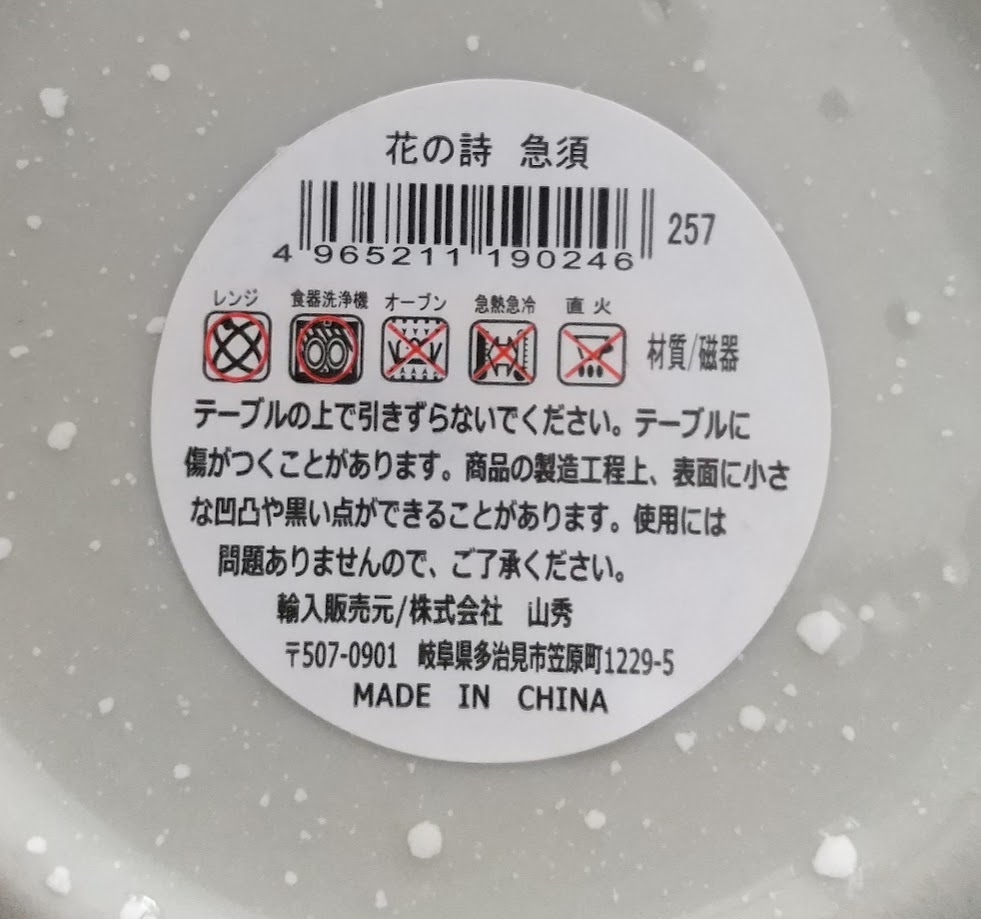 花の詩 急須
4 965211 190246 257
レンジ 食器洗浄機 オーブン 急熱急冷 直火
材質/磁器
テーブルの上で引きずらないでください。テーブルに
傷がつくことがあります。商品の製造工程上、表面に小さ
な凹凸や黒い点ができることがあります。使用には
問題ありませんので、ご了承ください。
輸入販売元/株式会社 山秀
〒507-0901 岐阜県多治見市笠原町1229-5
MADE IN CHINA